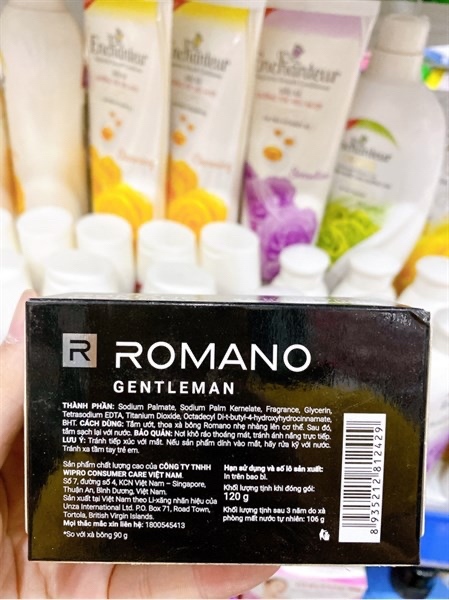 Enchanteur
Enchanteur
Enchanteur
R ROMANO
GENTLEMAN
THÀNH PHẦN: Sodium Palmate, Sodium Palm Kernelate, Fragrance, Glycerin,
Tetrasodium EDTA, Titanium Dioxide, Octadecyl Di-t-butyl-4-hydroxyhydrocinnamate,
BHT. CÁCH DÙNG: Tắm ướt, thoa xà bông Romano nhẹ nhàng lên cơ thể. Sau đó,
tắm sạch lại với nước. BẢO QUẢN: Nơi khô ráo thoáng mát, tránh ánh nắng trực tiếp.
LƯU Ý: Tránh tiếp xúc với mắt. Nếu sản phẩm dính vào mắt, hãy rửa kỹ với nước.
Tránh xa tầm tay trẻ em.
Sản phẩm chất lượng cao của CÔNG TY TNHH
WIPRO CONSUMER CARE VIỆT NAM
Số 7, đường số 4, KCN Việt Nam – Singapore,
Thuận An, Bình Dương, Việt Nam.
Sản xuất tại Việt Nam theo Li-xăng nhãn hiệu của
Unza International Ltd. P.O. Box 71, Road Town,
Tortola, British Virgin Islands.
Mọi thắc mắc xin liên hệ: 1800545413
*So với xà bông 90 g
Hạn sử dụng và số lô sản xuất:
In trên bao bì.
Khối lượng tịnh khi đóng gói:
120 g
Khối lượng tịnh sau 3 năm do xà
phòng mất nước tự nhiên: 106 g
8 935212 812429